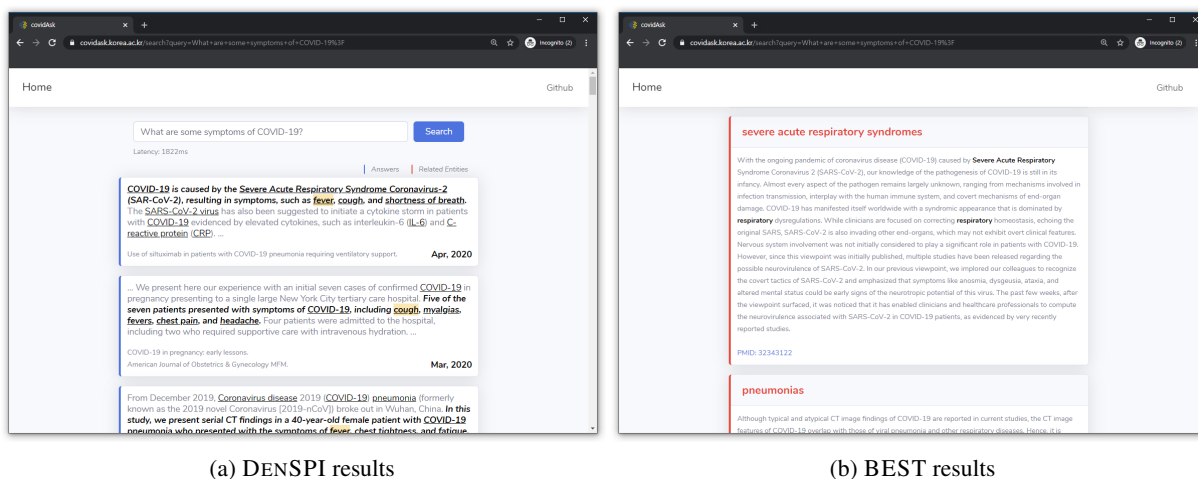 covidAsk
covidask.korea.ac.kr/search?query=What+are+some+symptoms+of+COVID-19%3F
Incognito (2)
Home
Github
What are some symptoms of COVID-19?
Search
Latency: 1822ms
Answers
Related Entities
COVID-19 is caused by the Severe Acute Respiratory Syndrome Coronavirus-2
(SAR-CoV-2), resulting in symptoms, such as fever, cough, and shortness of breath.
The SARS-CoV-2 virus has also been suggested to initiate a cytokine storm in patients
with COVID-19 evidenced by elevated cytokines, such as interleukin-6 (IL-6) and C-
reactive protein (CRP). ...
Use of siltuximab in patients with COVID-19 pneumonia requiring ventilatory support.
Apr, 2020
... We present here our experience with an initial seven cases of confirmed COVID-19 in
pregnancy presenting to a single large New York City tertiary care hospital. Five of the
seven patients presented with symptoms of COVID-19, including cough, myalgias,
fevers, chest pain, and headache. Four patients were admitted to the hospital,
including two who required supportive care with intravenous hydration. ...
COVID-19 in pregnancy: early lessons.
American Journal of Obstetrics & Gynecology MFM.
Mar, 2020
From December 2019, Coronavirus disease 2019 (COVID-19) pneumonia (formerly
known as the 2019 novel Coronavirus [2019-nCoV]) broke out in Wuhan, China. In this
study, we present serial CT findings in a 40-year-old female patient with COVID-19
pneumonia who presented with the symptoms of fever, chest tightness, and fatigue.
(a) DENSPI results
covidAsk
covidask.korea.ac.kr/search?query=What+are+some+symptoms+of+COVID-19%3F
Incognito (2)
Home
Github
severe acute respiratory syndromes
With the ongoing pandemic of coronavirus disease (COVID-19) caused by Severe Acute Respiratory
Syndrome Coronavirus 2 (SARS-CoV-2), our knowledge of the pathogenesis of COVID-19 is still in its
infancy. Almost every aspect of the pathogen remains largely unknown, ranging from mechanisms involved in
infection transmission, interplay with the human immune system, and covert mechanisms of end-organ
damage. COVID-19 has manifested itself worldwide with a syndromic appearance that is dominated by
respiratory dysregulations. While clinicians are focused on correcting respiratory homeostasis, echoing the
original SARS, SARS-CoV-2 is also invading other end-organs, which may not exhibit overt clinical features.
Nervous system involvement was not initially considered to play a significant role in patients with COVID-19.
However, since this viewpoint was initially published, multiple studies have been released regarding the
possible neurovirulence of SARS-CoV-2. In our previous viewpoint, we implored our colleagues to recognize
the covert tactics of SARS-CoV-2 and emphasized that symptoms like anosmia, dysgeusia, ataxia, and
altered mental status could be early signs of the neurotropic potential of this virus. The past few weeks, after
the viewpoint surfaced, it was noticed that it has enabled clinicians and healthcare professionals to compute
the neurovirulence associated with SARS-CoV-2 in COVID-19 patients, as evidenced by very recently
reported studies.
PMID: 32343122
pneumonias
Although typical and atypical CT image findings of COVID-19 are reported in current studies, the CT image
features of COVID-19 overlap with those of viral pneumonia and other respiratory diseases. Hence, it is
(b) BEST results